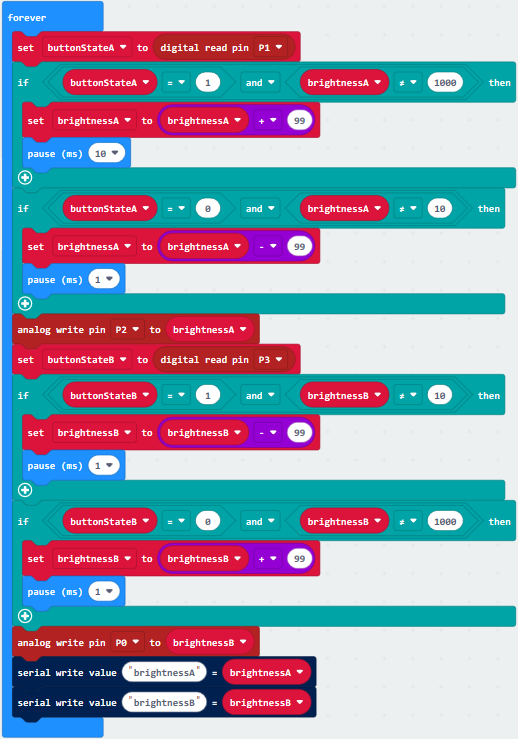 forever
set buttonStateA to digital read pin P1
if buttonStateA = 1 and brightnessA ≠ 1000 then
set brightnessA to brightnessA + 99
pause (ms) 10
if buttonStateA = 0 and brightnessA ≠ 10 then
set brightnessA to brightnessA - 99
pause (ms) 1
analog write pin P2 to brightnessA
set buttonStateB to digital read pin P3
if buttonStateB = 1 and brightnessB ≠ 10 then
set brightnessB to brightnessB - 99
pause (ms) 1
if buttonStateB = 0 and brightnessB ≠ 1000 then
set brightnessB to brightnessB + 99
pause (ms) 1
analog write pin P0 to brightnessB
serial write value "brightnessA" = brightnessA
serial write value "brightnessB" = brightnessB